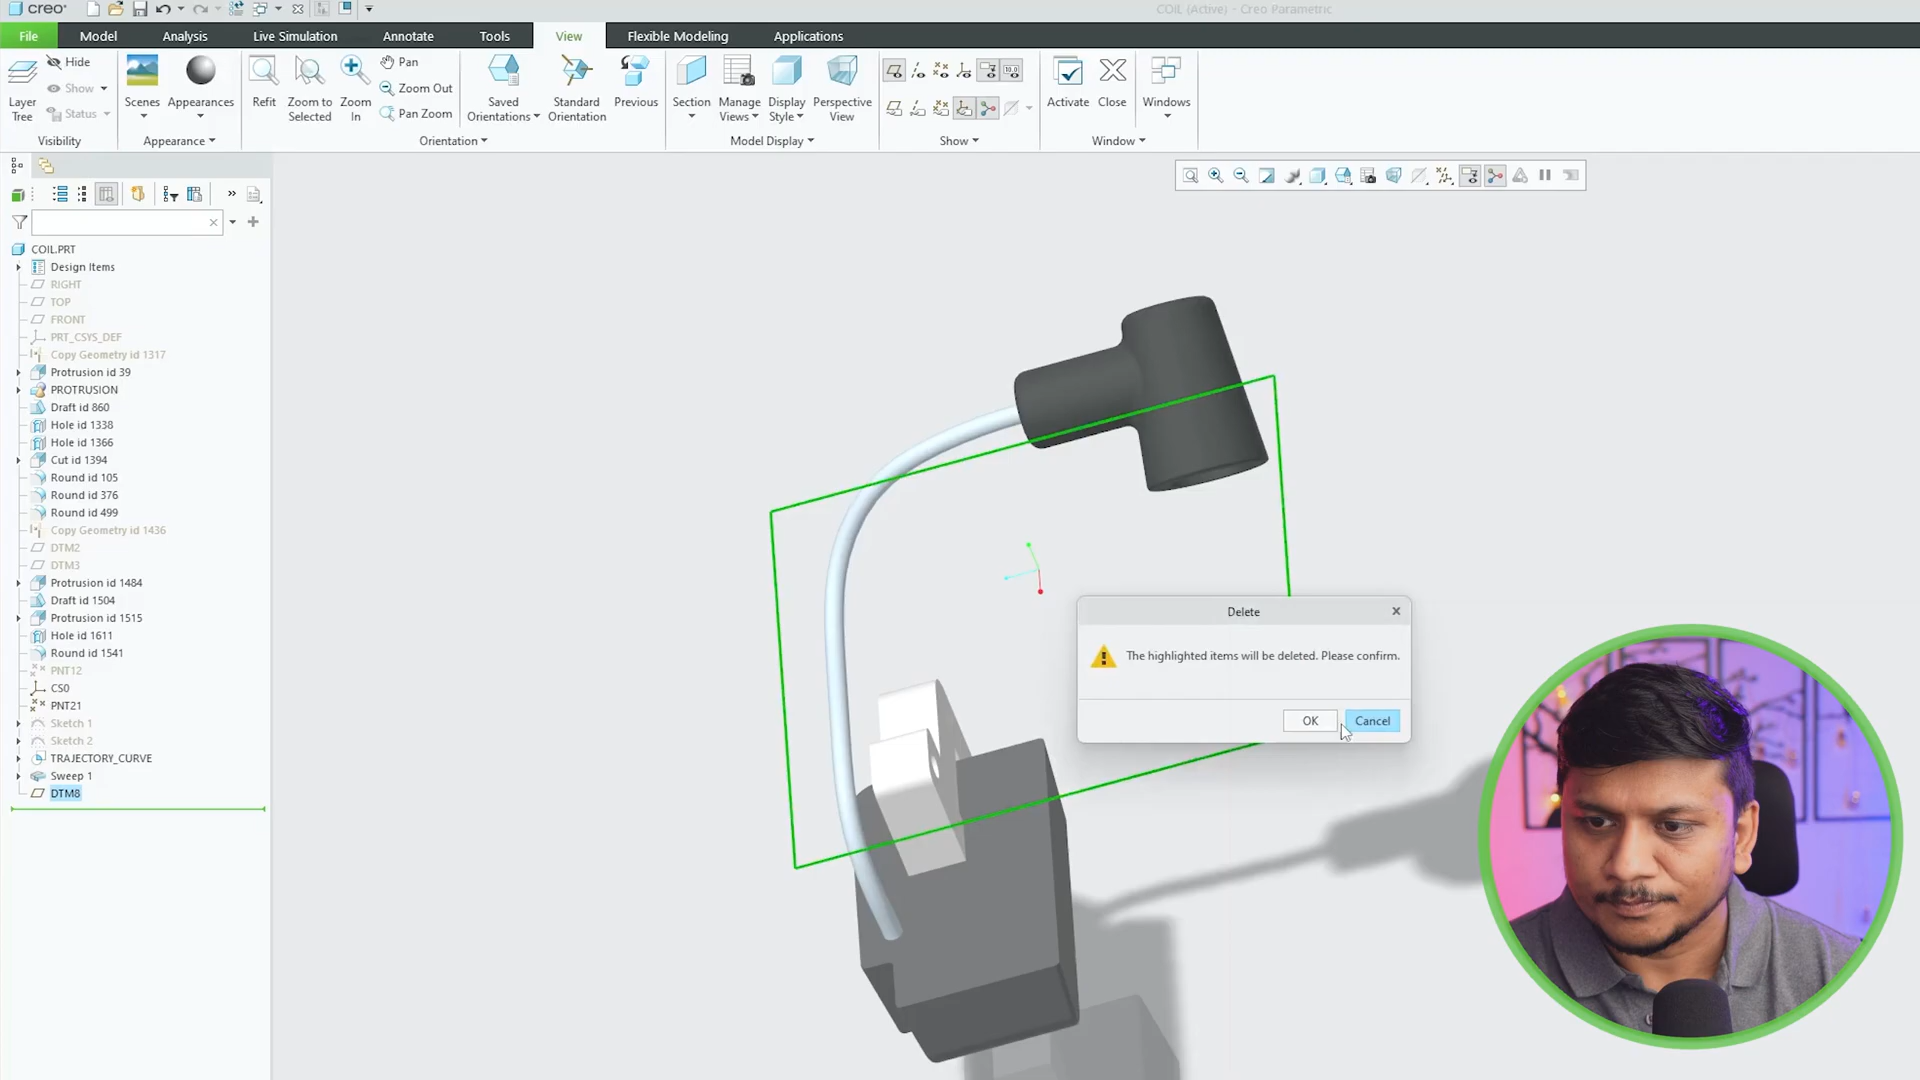 creo
COIL (Active) - Creo Parametric
File Model Analysis Live Simulation Annotate Tools View Flexible Modeling Applications
Layer Tree
Hide
Show
Status
Visibility
Scenes
Appearances
Appearance
Refit
Zoom to Selected
Zoom In
Pan
Zoom Out
Pan Zoom
Saved Orientations
Standard Orientation
Previous
Orientation
Section
Manage Views
Display Style
Perspective View
Model Display
Show
Activate
Close
Windows
Window
COIL.PRT
Design Items
RIGHT
TOP
FRONT
PRT_CSYS_DEF
Copy Geometry id 1317
Protrusion id 39
PROTRUSION
Draft id 860
Hole id 1338
Hole id 1366
Cut id 1394
Round id 105
Round id 376
Round id 499
Copy Geometry id 1436
DTM2
DTM3
Protrusion id 1484
Draft id 1504
Protrusion id 1515
Hole id 1611
Round id 1541
PNT12
CS0
PNT21
Sketch 1
Sketch 2
TRAJECTORY_CURVE
Sweep 1
DTM8
Delete
The highlighted items will be deleted. Please confirm.
OK Cancel